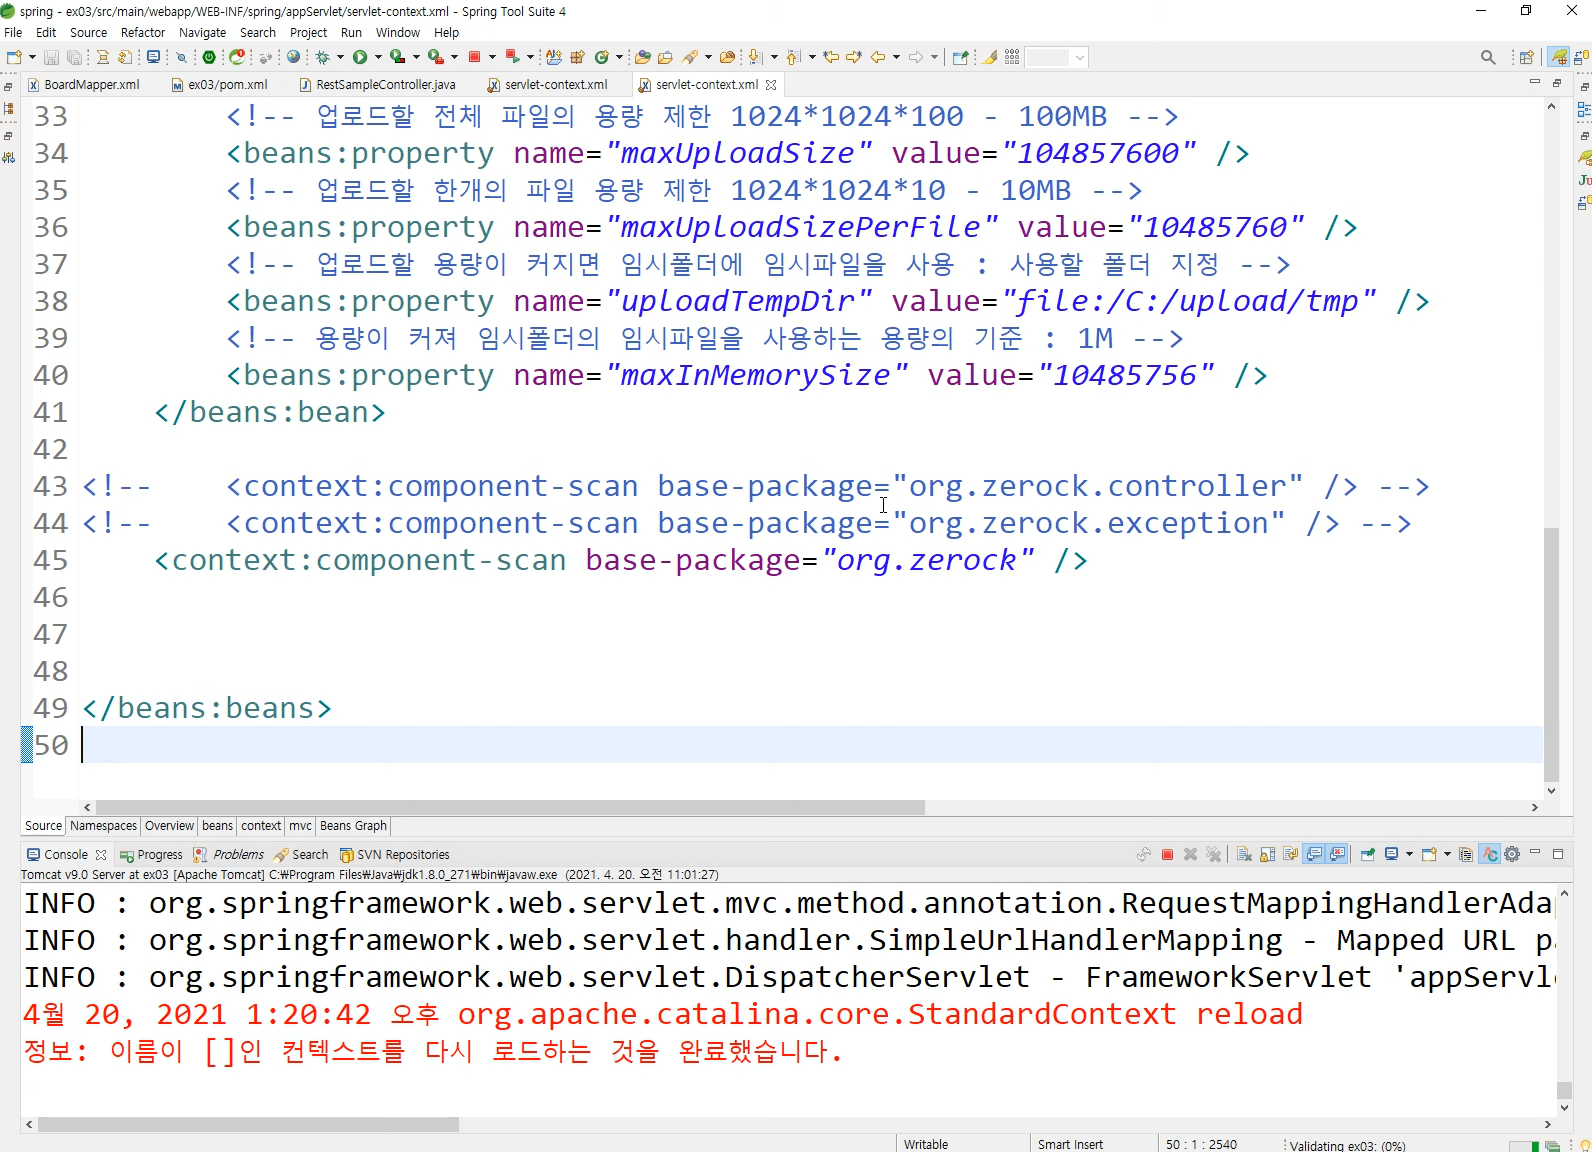 spring - ex03/src/main/webapp/WEB-INF/spring/appServlet/servlet-context.xml - Spring Tool Suite 4
File Edit Source Refactor Navigate Search Project Run Window Help
BoardMapper.xml ex03/pom.xml RestSampleController.java servlet-context.xml servlet-context.xml
33 <!-- 업로드할 전체 파일의 용량 제한 1024*1024*100 - 100MB -->
34 <beans:property name="maxUploadSize" value="104857600" />
35 <!-- 업로드할 한개의 파일 용량 제한 1024*1024*10 - 10MB -->
36 <beans:property name="maxUploadSizePerFile" value="10485760" />
37 <!-- 업로드할 용량이 커지면 임시폴더에 임시파일을 사용 : 사용할 폴더 지정 -->
38 <beans:property name="uploadTempDir" value="file:/C:/upload/tmp" />
39 <!-- 용량이 커져 임시폴더의 임시파일을 사용하는 용량의 기준 : 1M -->
40 <beans:property name="maxInMemorySize" value="10485756" />
41 </beans:bean>
42
43 <!-- <context:component-scan base-package="org.zerock.controller" /> -->
44 <!-- <context:component-scan base-package="org.zerock.exception" /> -->
45 <context:component-scan base-package="org.zerock" />
46
47
48
49 </beans:beans>
50
Source Namespaces Overview beans context mvc Beans Graph
Console Progress Problems Search SVN Repositories
Tomcat v9.0 Server at ex03 [Apache Tomcat] C:₩Program Files₩Java₩jdk1.8.0_271₩bin₩javaw.exe (2021. 4. 20. 오전 11:01:27)
INFO : org.springframework.web.servlet.mvc.method.annotation.RequestMappingHandlerAda
INFO : org.springframework.web.servlet.handler.SimpleUrlHandlerMapping - Mapped URL p
INFO : org.springframework.web.servlet.DispatcherServlet - FrameworkServlet 'appServl
4월 20, 2021 1:20:42 오후 org.apache.catalina.core.StandardContext reload
정보: 이름이 []인 컨텍스트를 다시 로드하는 것을 완료했습니다.
Writable Smart Insert 50 : 1 : 2540 Validating ex03: (0%)